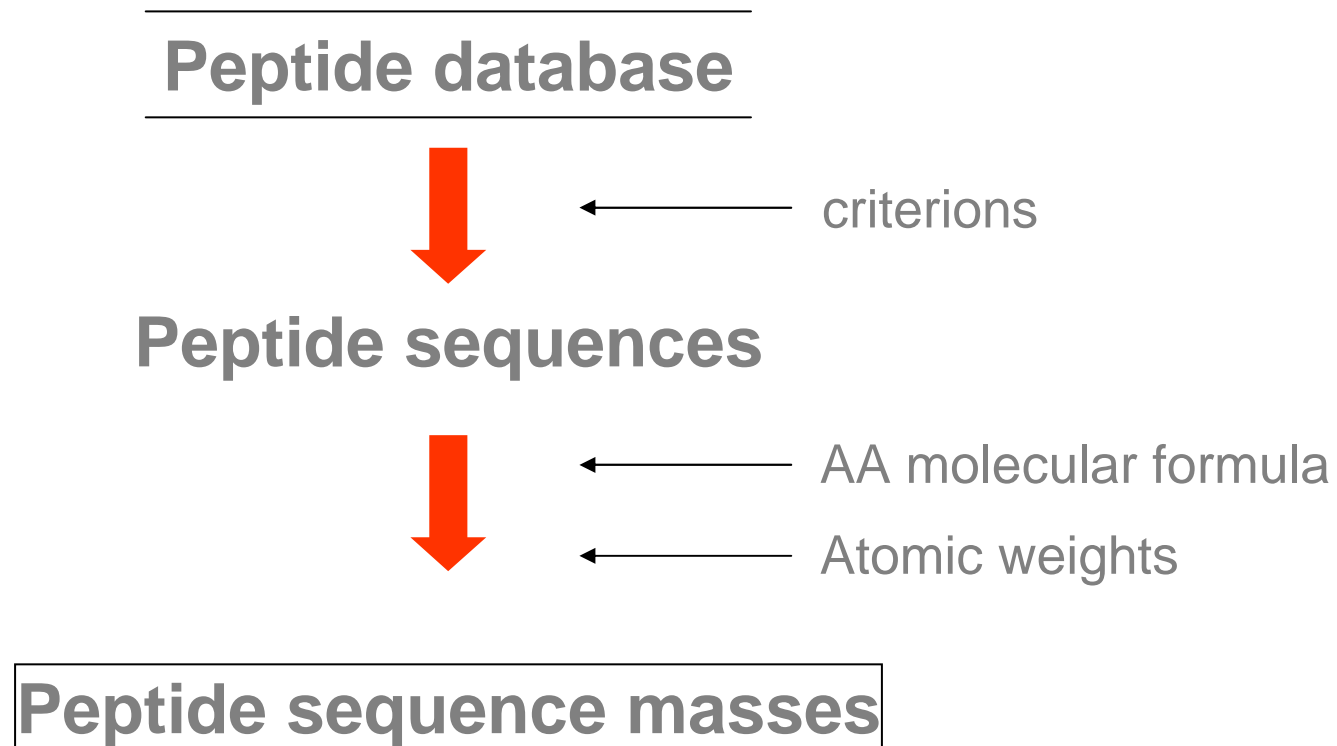 Peptide database
criterions
Peptide sequences
AA molecular formula
Atomic weights
Peptide sequence masses